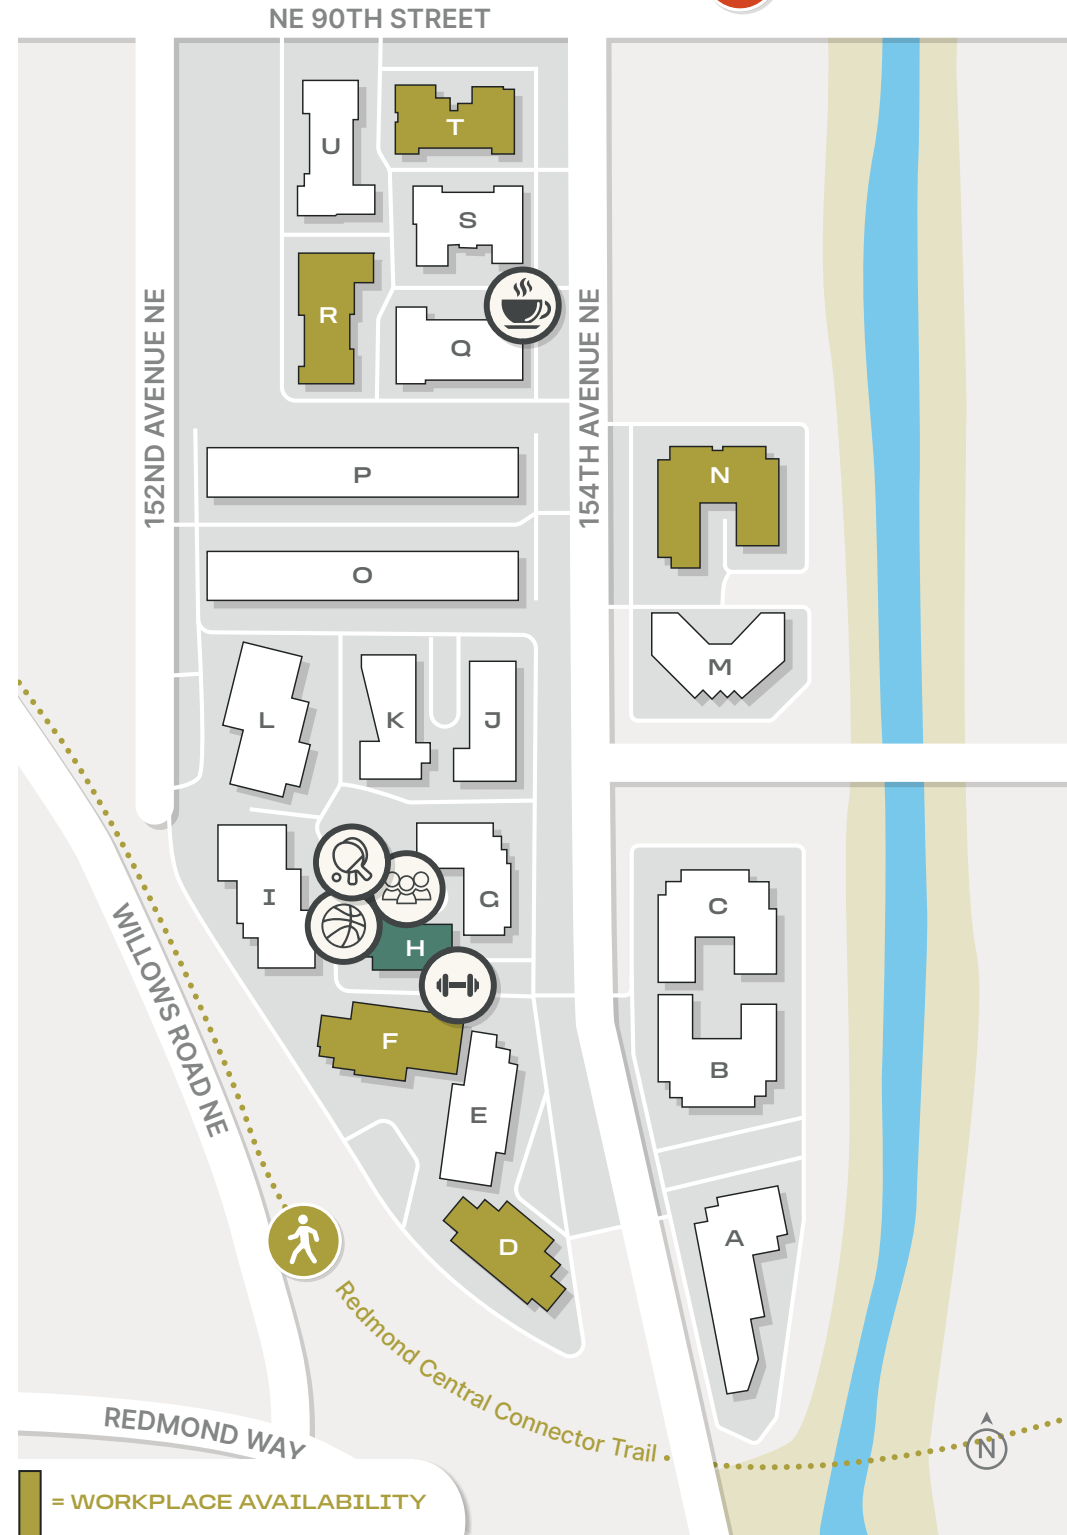 NE 90TH STREET
U
T
S
R
Q
152ND AVENUE NE
154TH AVENUE NE
P
N
O
M
L
K
J
I
G
C
H
WILLOWS ROAD NE
F
B
E
A
D
Redmond Central Connector Trail
REDMOND WAY
N
= WORKPLACE AVAILABILITY